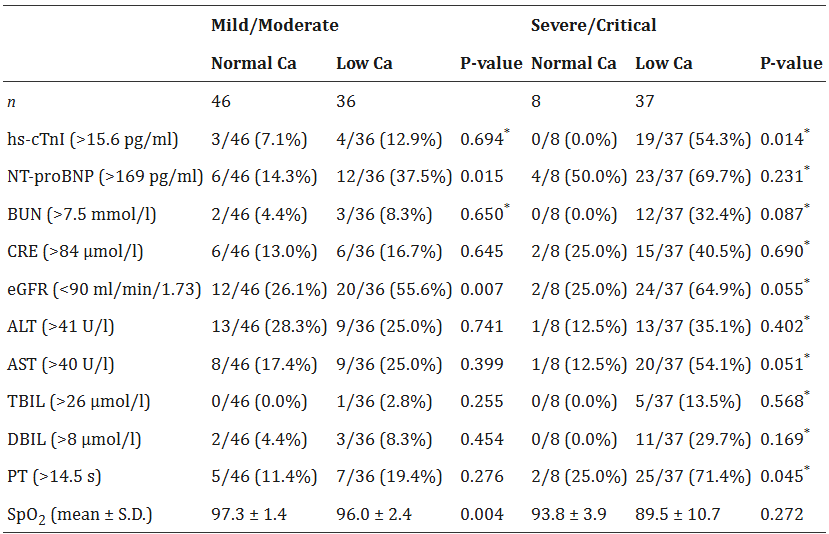 Mild/Moderate Severe/Critical
Normal Ca Low Ca P-value Normal Ca Low Ca P-value
n 46 36 8 37
hs-cTnI (>15.6 pg/ml) 3/46 (7.1%) 4/36 (12.9%) 0.694* 0/8 (0.0%) 19/37 (54.3%) 0.014*
NT-proBNP (>169 pg/ml) 6/46 (14.3%) 12/36 (37.5%) 0.015 4/8 (50.0%) 23/37 (69.7%) 0.231*
BUN (>7.5 mmol/l) 2/46 (4.4%) 3/36 (8.3%) 0.650* 0/8 (0.0%) 12/37 (32.4%) 0.087*
CRE (>84 μmol/l) 6/46 (13.0%) 6/36 (16.7%) 0.645 2/8 (25.0%) 15/37 (40.5%) 0.690*
eGFR (<90 ml/min/1.73) 12/46 (26.1%) 20/36 (55.6%) 0.007 2/8 (25.0%) 24/37 (64.9%) 0.055*
ALT (>41 U/l) 13/46 (28.3%) 9/36 (25.0%) 0.741 1/8 (12.5%) 13/37 (35.1%) 0.402*
AST (>40 U/l) 8/46 (17.4%) 9/36 (25.0%) 0.399 1/8 (12.5%) 20/37 (54.1%) 0.051*
TBIL (>26 μmol/l) 0/46 (0.0%) 1/36 (2.8%) 0.255 0/8 (0.0%) 5/37 (13.5%) 0.568*
DBIL (>8 μmol/l) 2/46 (4.4%) 3/36 (8.3%) 0.454 0/8 (0.0%) 11/37 (29.7%) 0.169*
PT (>14.5 s) 5/46 (11.4%) 7/36 (19.4%) 0.276 2/8 (25.0%) 25/37 (71.4%) 0.045*
SpO₂ (mean ± S.D.) 97.3 ± 1.4 96.0 ± 2.4 0.004 93.8 ± 3.9 89.5 ± 10.7 0.272